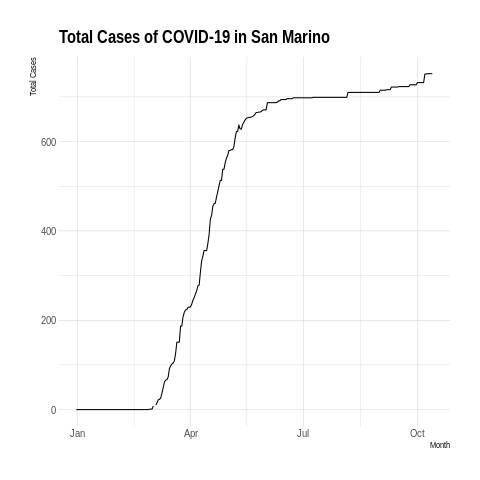 Total Cases of COVID-19 in San Marino
Total Cases
600
400
200
0
Jan Apr Jul Oct
Month